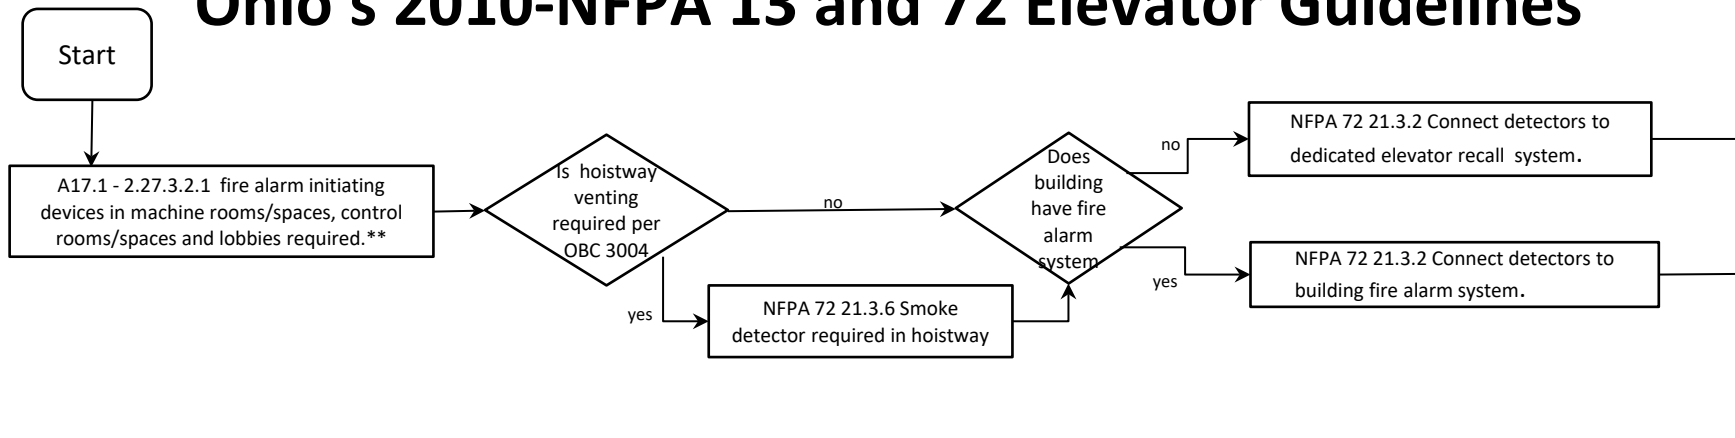 Ohio's 2010-NFPA 13 and 72 Elevator Guidelines
Start
A17.1 - 2.27.3.2.1 fire alarm initiating
devices in machine rooms/spaces, control
rooms/spaces and lobbies required.**
Is hoistway
venting
required per
OBC 3004
no
yes
NFPA 72 21.3.6 Smoke
detector required in hoistway
Does
building
have fire
alarm
system
no
yes
NFPA 72 21.3.2 Connect detectors to
dedicated elevator recall system.
NFPA 72 21.3.2 Connect detectors to
building fire alarm system.